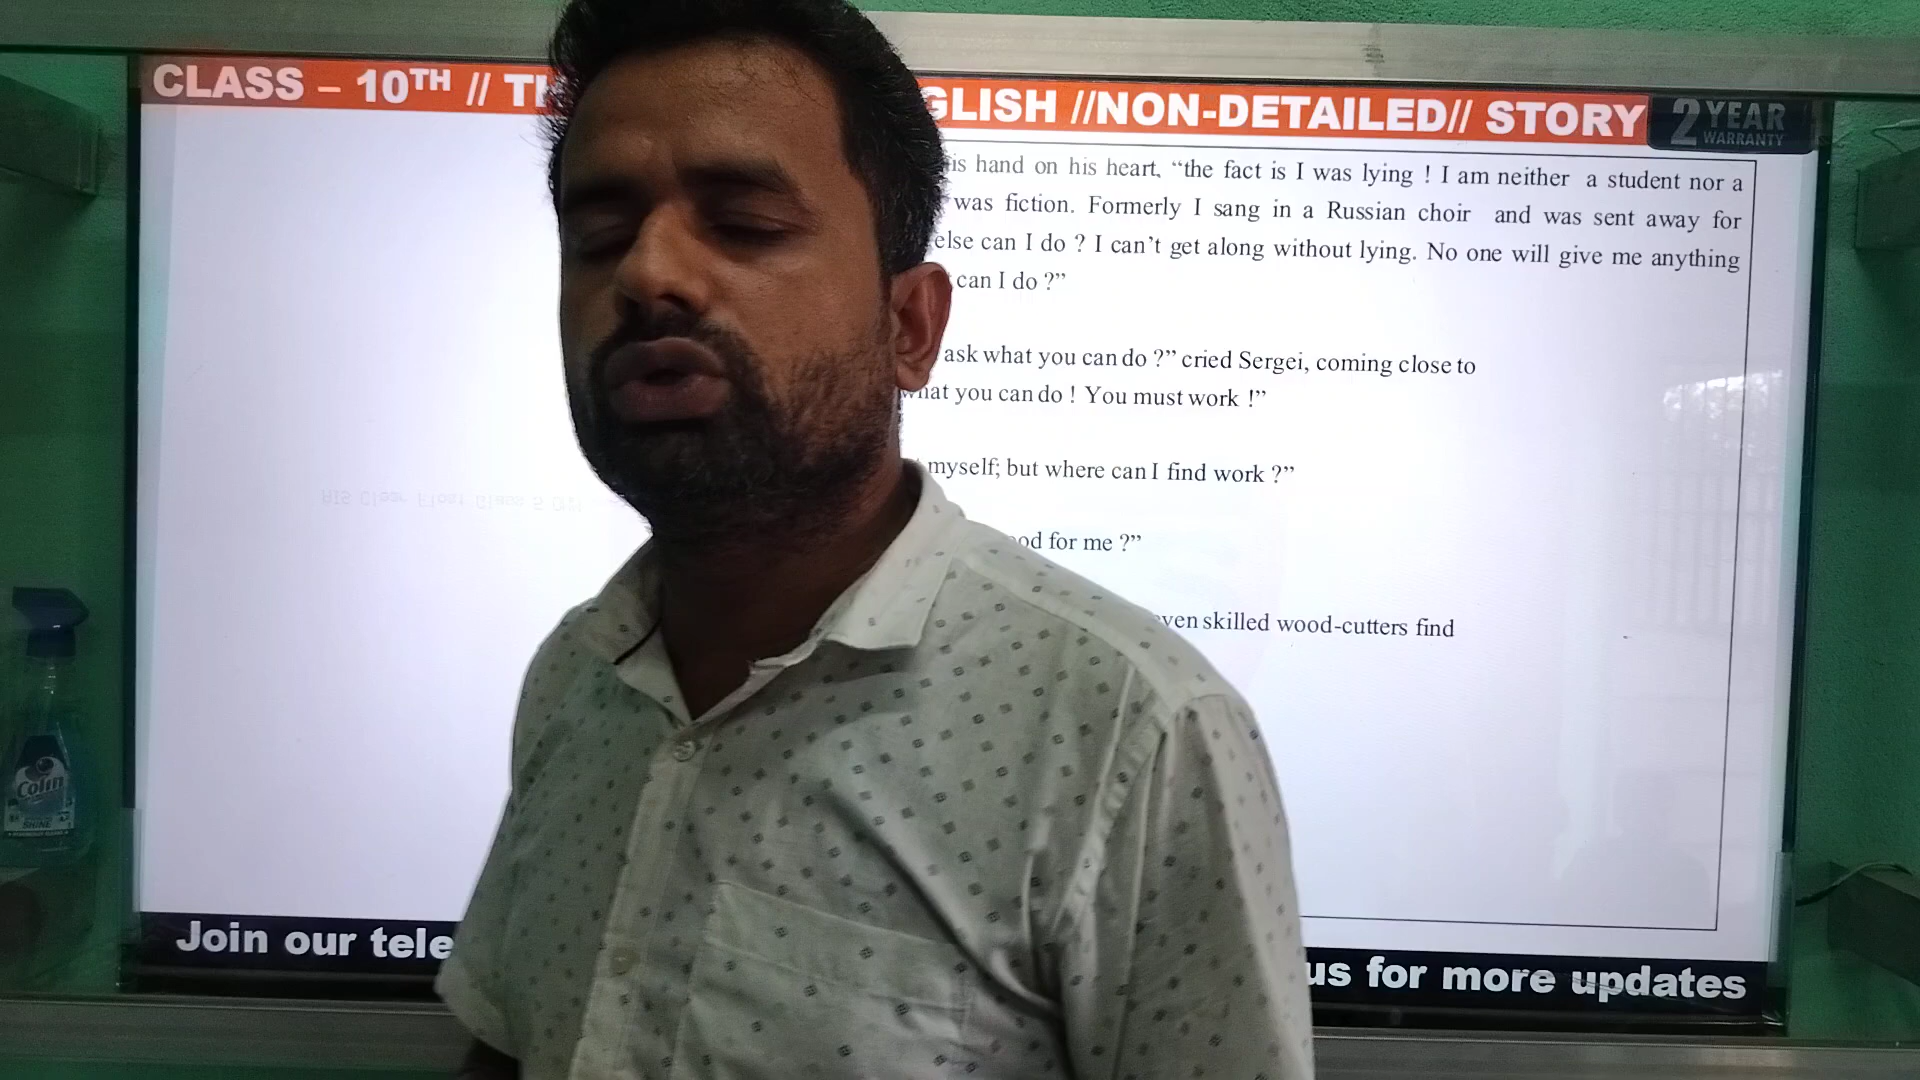 CLASS – 10TH // TH
GLISH //NON-DETAILED// STORY
2 YEAR
WARRANTY
is hand on his heart, “the fact is I was lying ! I am neither a student nor a
was fiction. Formerly I sang in a Russian choir and was sent away for
else can I do ? I can’t get along without lying. No one will give me anything
can I do ?”
ask what you can do ?” cried Sergei, coming close to
what you can do ! You must work !”
myself; but where can I find work ?”
for me ?”
skilled wood-cutters find
Colin
SHINE
Join our tele
us for more updates